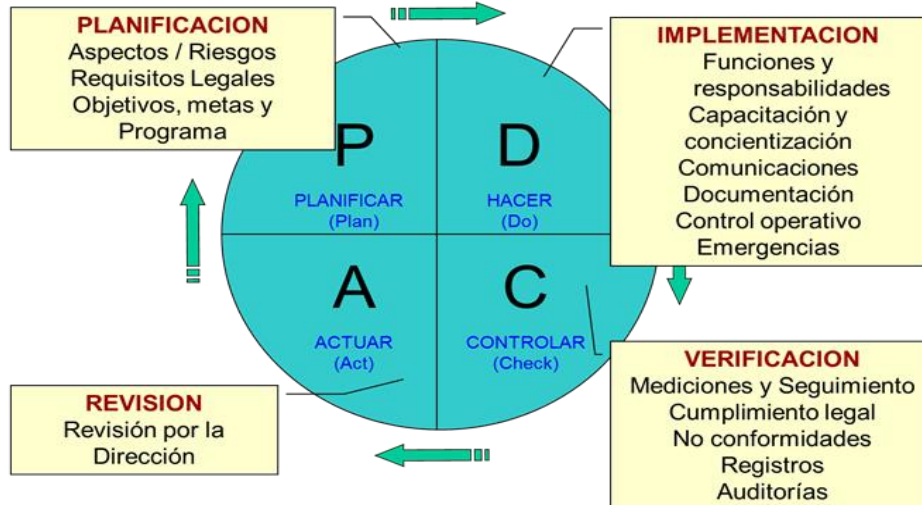 PLANIFICACION
Aspectos / Riesgos
Requisitos Legales
Objetivos, metas y
Programa
IMPLEMENTACION
Funciones y
responsabilidades
Capacitación y
concientización
Comunicaciones
Documentación
Control operativo
Emergencias
P
PLANIFICAR
(Plan)
D
HACER
(Do)
A
ACTUAR
(Act)
C
CONTROLAR
(Check)
REVISION
Revisión por la
Dirección
VERIFICACION
Mediciones y Seguimiento
Cumplimiento legal
No conformidades
Registros
Auditorías